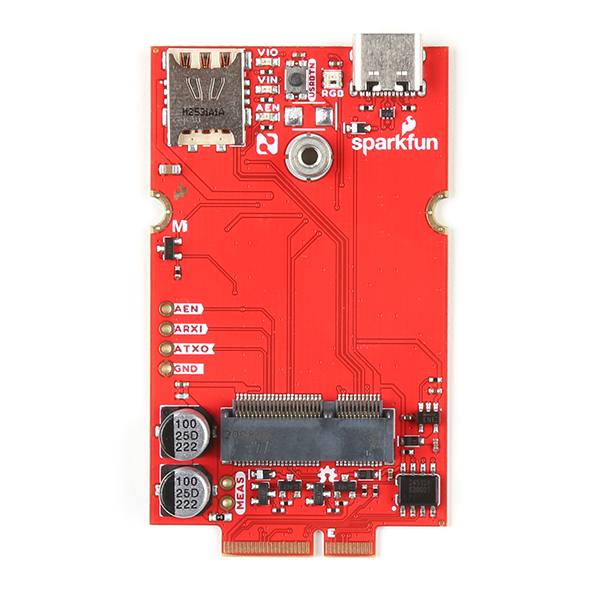 VIO
VIN
AEN
USRBTN
RGB
M2531A1A
sparkfun
M
AEN
ARXI
ATXO
GND
100
25D
222
100
25D
222
MEAS
E